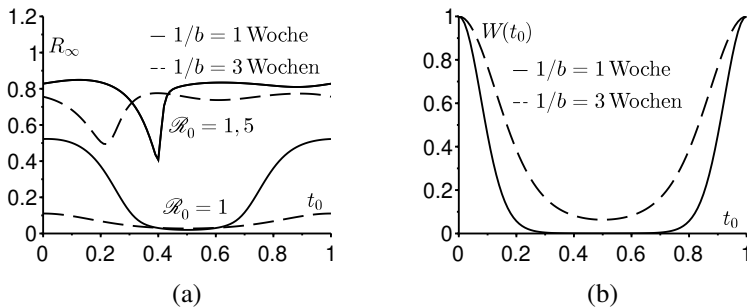 1.2
R∞
— 1/b = 1 Woche
1
-- 1/b = 3 Wochen
0.8
0.6
ℛ0 = 1,5
0.4
0.2
ℛ0 = 1
t0
0
0 0.2 0.4 0.6 0.8 1
(a)
1
W(t0)
— 1/b = 1 Woche
0.8
-- 1/b = 3 Wochen
0.6
0.4
0.2
t0
0
0 0.2 0.4 0.6 0.8 1
(b)